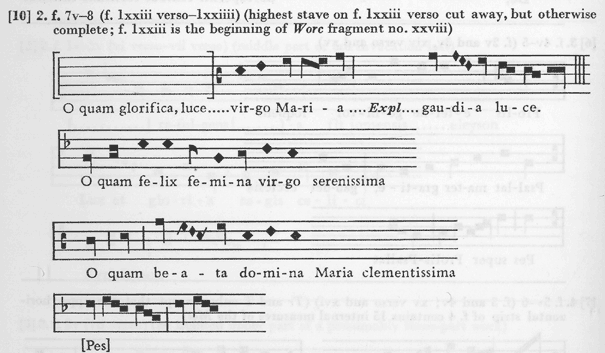 [10] 2. f. 7v–8 (f. lxxiii verso–lxxiiii) (highest stave on f. lxxiii verso cut away, but otherwise
complete; f. lxxiii is the beginning of Worc fragment no. xxviii)
O quam glorifica, luce.....vir-go Ma-ri - a ....Expl....gau-di-a lu - ce.
O quam fe-lix fe-mi-na vir-go serenissima
O quam be - a - ta do-mi-na Maria clementissima
[Pes]